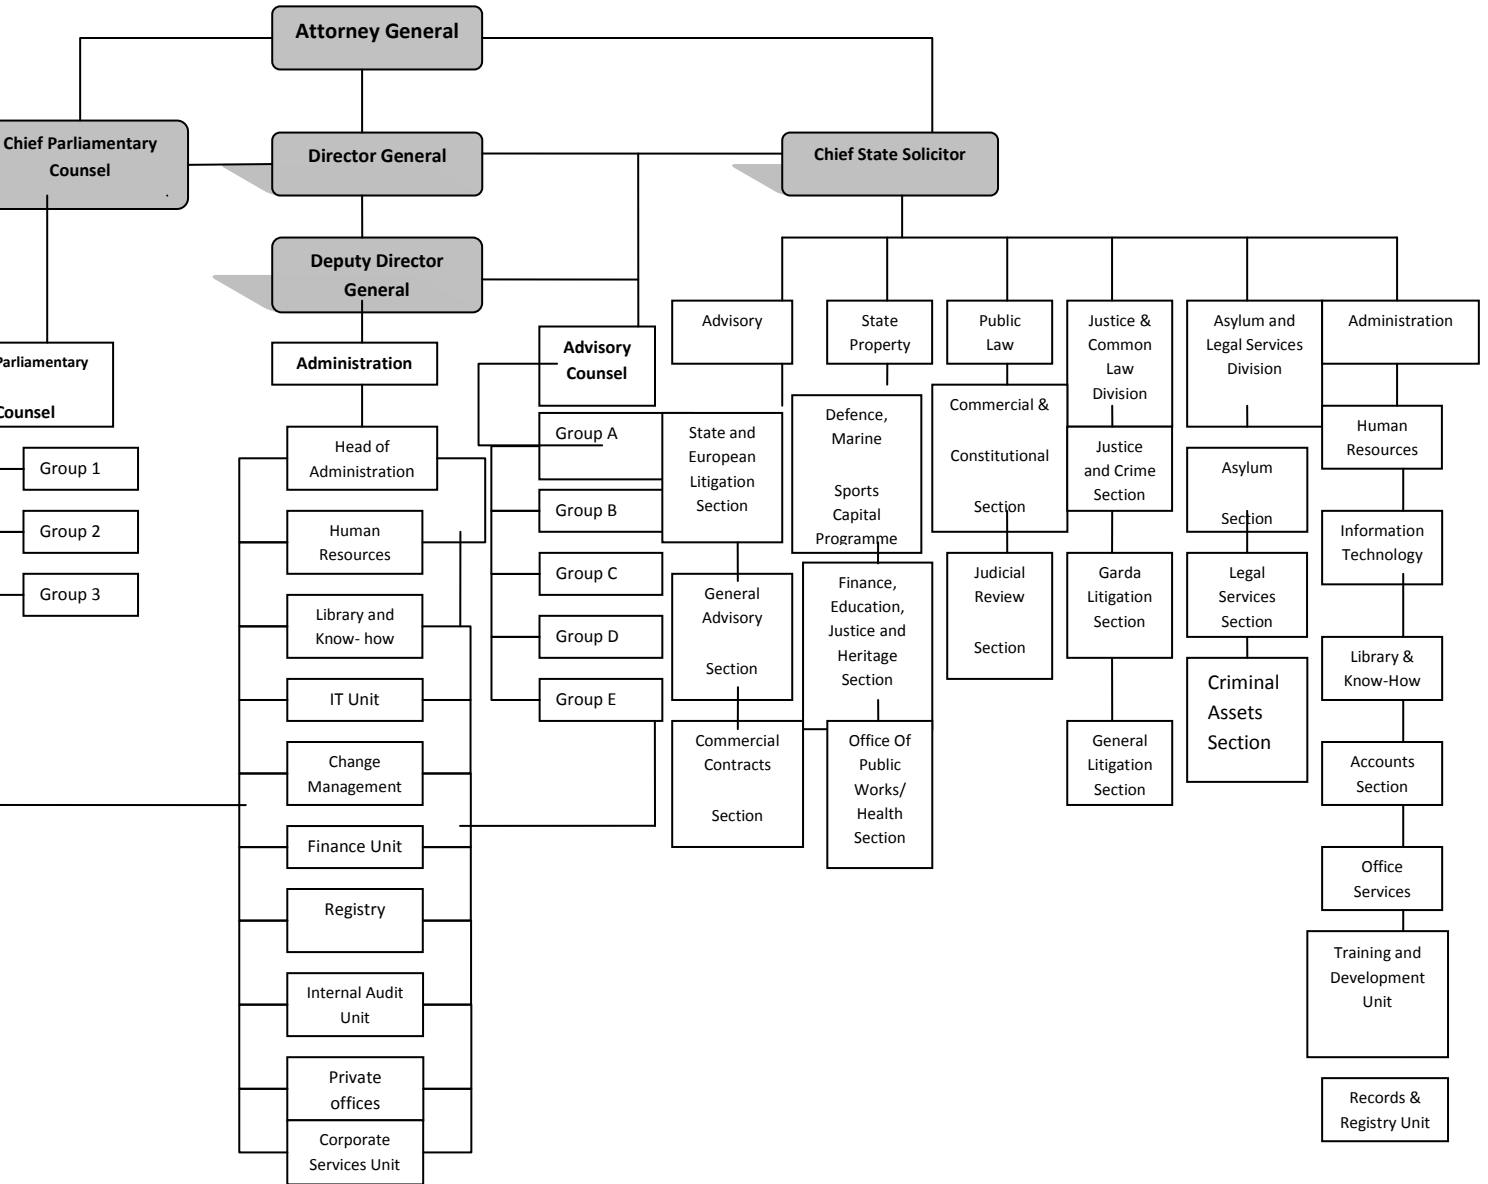 Attorney General
Chief Parliamentary
Counsel
.
Director General
Chief State Solicitor
Deputy Director
General
Parliamentary
Counsel
Group 1
Group 2
Group 3
Administration
Head of
Administration
Human
Resources
Library and
Know- how
IT Unit
Change
Management
Finance Unit
Registry
Internal Audit
Unit
Private
offices
Corporate
Services Unit
Advisory
Counsel
Group A
Group B
Group C
Group D
Group E
Advisory
State and
European
Litigation
Section
General
Advisory
Section
Commercial
Contracts
Section
State
Property
Defence,
Marine
Sports
Capital
Programme
Finance,
Education,
Justice and
Heritage
Section
Office Of
Public
Works/
Health
Section
Public
Law
Commercial &
Constitutional
Section
Judicial
Review
Section
Justice &
Common
Law
Division
Justice
and Crime
Section
Garda
Litigation
Section
General
Litigation
Section
Asylum and
Legal Services
Division
Asylum
Section
Legal
Services
Section
Criminal
Assets
Section
Administration
Human
Resources
Information
Technology
Library &
Know-How
Accounts
Section
Office
Services
Training and
Development
Unit
Records &
Registry Unit